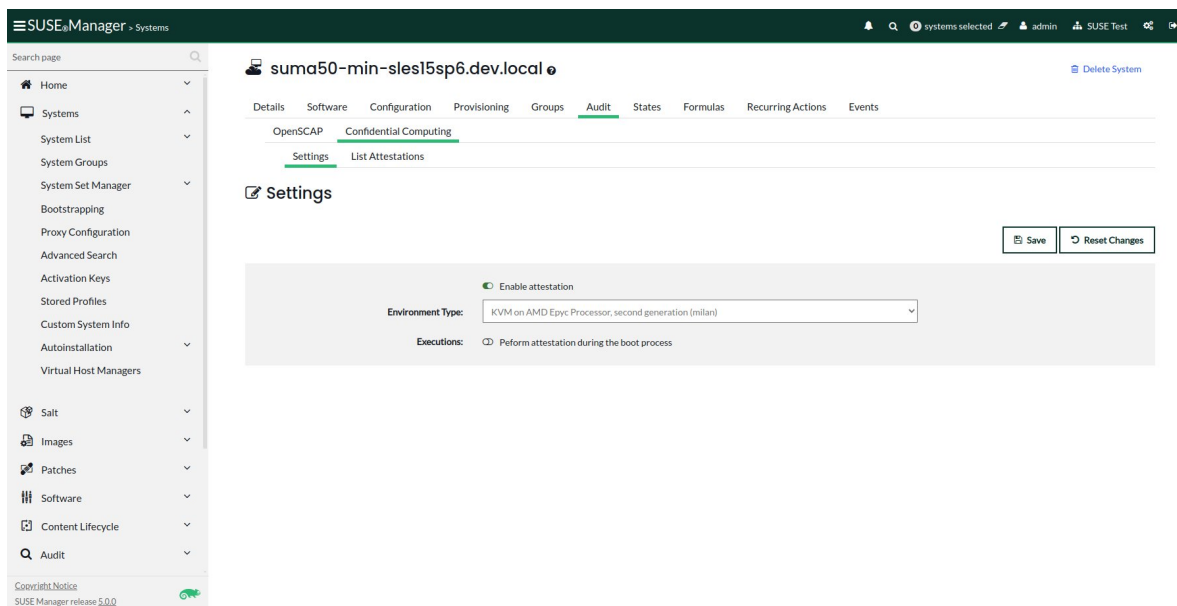 SUSE®Manager > Systems
0 systems selected admin SUSE Test
Search page
Home
Systems
System List
System Groups
System Set Manager
Bootstrapping
Proxy Configuration
Advanced Search
Activation Keys
Stored Profiles
Custom System Info
Autoinstallation
Virtual Host Managers
Salt
Images
Patches
Software
Content Lifecycle
Audit
Copyright Notice
SUSE Manager release 5.0.0
suma50-min-sles15sp6.dev.local
Delete System
Details Software Configuration Provisioning Groups Audit States Formulas Recurring Actions Events
OpenSCAP Confidential Computing
Settings List Attestations
Settings
Save Reset Changes
Enable attestation
Environment Type: KVM on AMD Epyc Processor, second generation (milan)
Executions: Peform attestation during the boot process